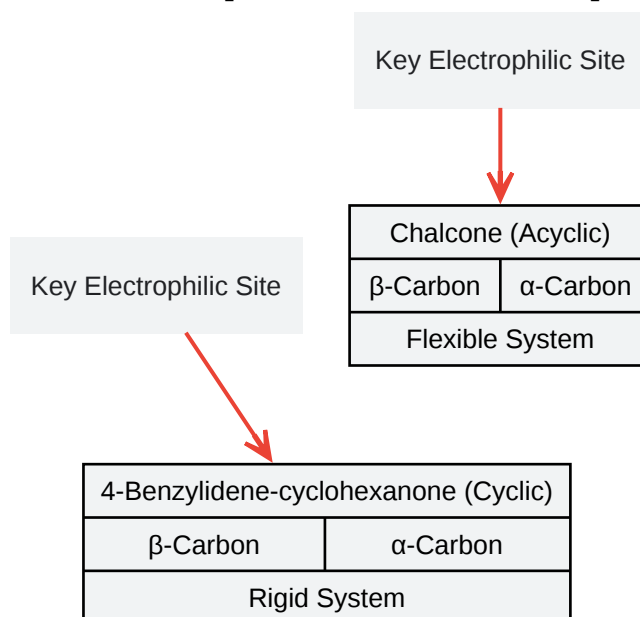 Key Electrophilic Site
Chalcone (Acyclic)
β-Carbon α-Carbon
Flexible System
Key Electrophilic Site
4-Benzylidene-cyclohexanone (Cyclic)
β-Carbon α-Carbon
Rigid System